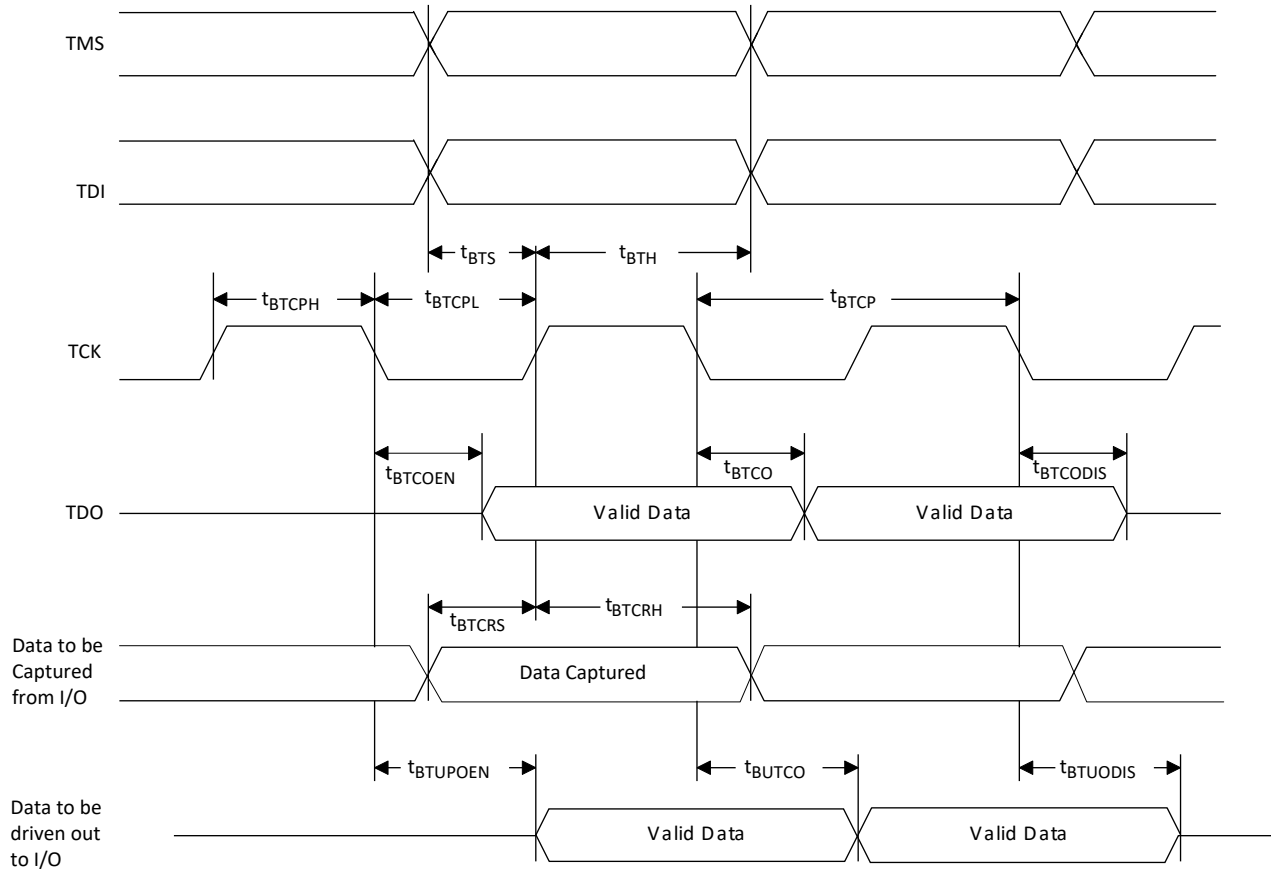 TMS
TDI
tBTS
tBTH
tBTCPH
tBTCPL
tBTCP
TCK
tBTCOEN
tBTCO
tBTCODIS
TDO
Valid Data
Valid Data
tBTCRS
tBTCRH
Data to be
Captured
from I/O
Data Captured
tBTUPOEN
tBUTCO
tBTUODIS
Data to be
driven out
to I/O
Valid Data
Valid Data